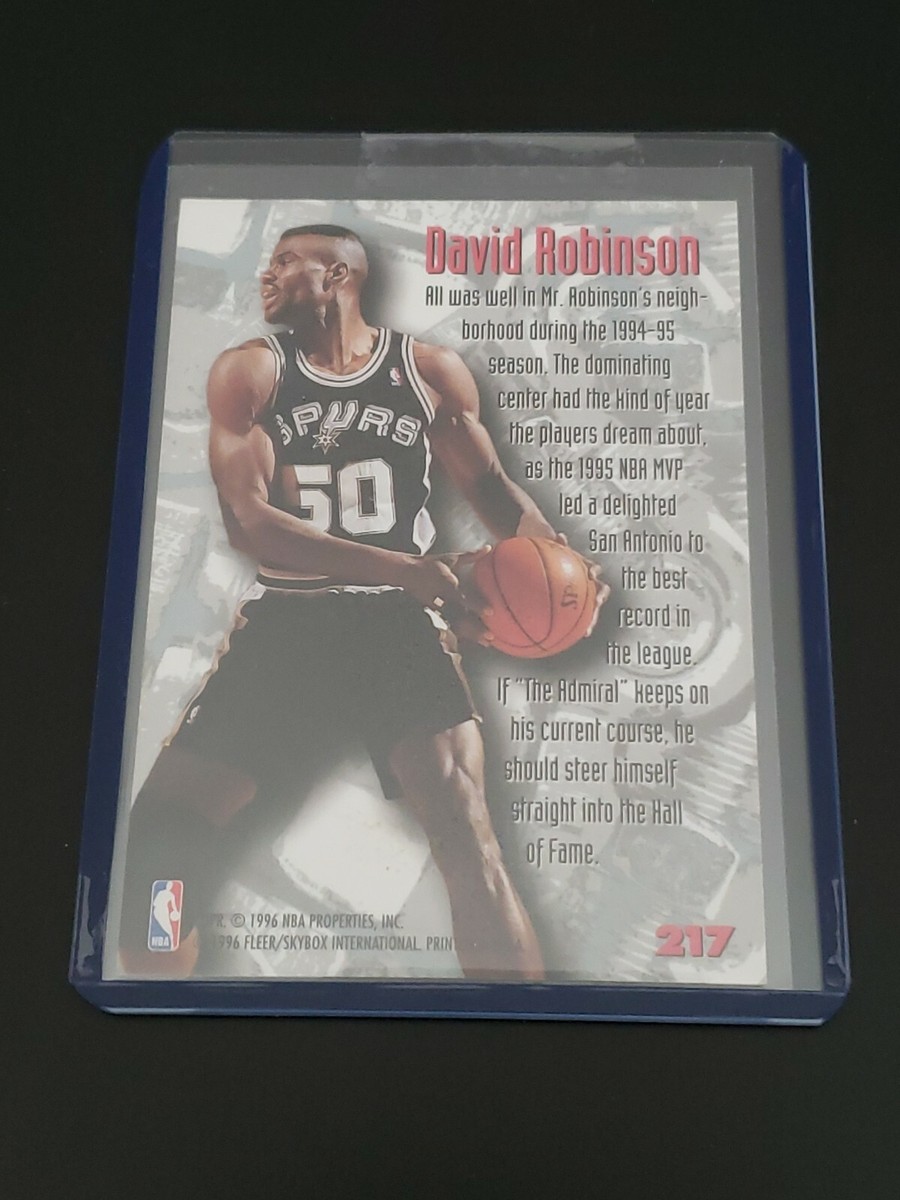 David Robinson
All was well in Mr. Robinson's neigh-
borhood during the 1994-95
season. The dominating
center had the kind of year
the players dream about,
as the 1995 NBA MVP
led a delighted
San Antonio to
the best
record in
the league.
If "The Admiral" keeps on
his current course, he
should steer himself
straight into the Hall
of Fame.
SPURS
50
NBA
© 1996 NBA PROPERTIES, INC.
996 FLEER/SKYBOX INTERNATIONAL. PRIN
217